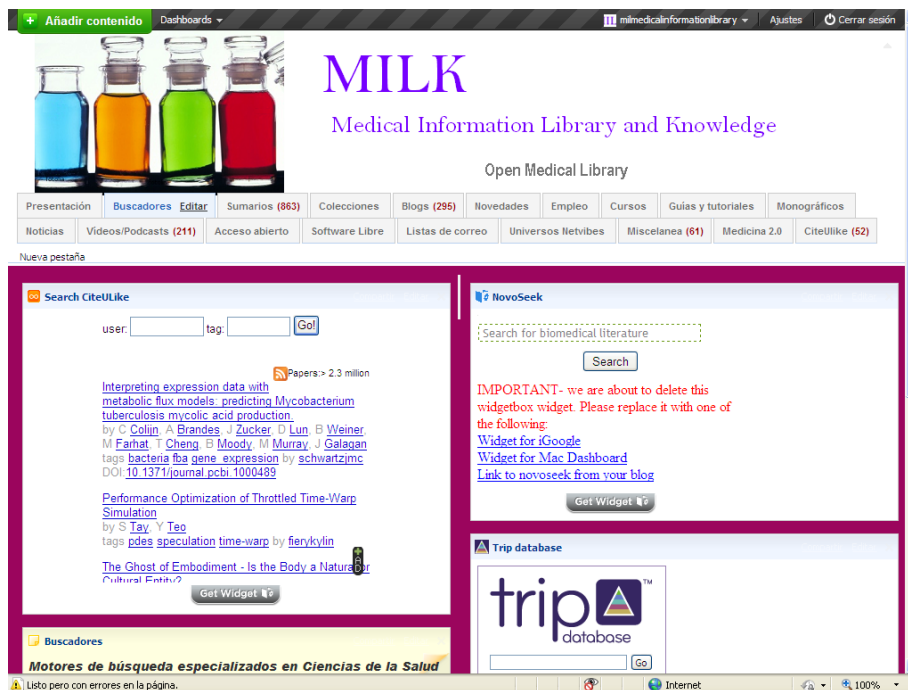 Añadir contenido Dashboards milmedicalinformationlibrary Ajustes Cerrar sesión
MILK
Medical Information Library and Knowledge
Open Medical Library
Presentación Buscadores Editar Sumarios (863) Colecciones Blogs (295) Novedades Empleo Cursos Guías y tutoriales Monográficos
Noticias Vídeos/Podcasts (211) Acceso abierto Software Libre Listas de correo Universos Netvibes Miscelanea (61) Medicina 2.0 CiteUlike (52)
Nueva pestaña
Search CiteULike
user: tag: Go!
Papers:> 2.3 million
Interpreting expression data with
metabolic flux models: predicting Mycobacterium
tuberculosis mycolic acid production.
by C Colijn, A Brandes, J Zucker, D Lun, B Weiner,
M Farhat, T Cheng, B Moody, M Murray, J Galagan
tags bacteria fba gene_expression by schwartzjmc
DOI:10.1371/journal.pcbi.1000489
Performance Optimization of Throttled Time-Warp
Simulation
by S Tay, Y Teo
tags pdes speculation time-warp by fierykylin
The Ghost of Embodiment - Is the Body a Natural or
Cultural Entity?
Get Widget
Buscadores
Motores de búsqueda especializados en Ciencias de la Salud
NovoSeek
Search for biomedical literature
Search
IMPORTANT- we are about to delete this
widgetbox widget. Please replace it with one of
the following:
Widget for iGoogle
Widget for Mac Dashboard
Link to novoseek from your blog
Get Widget
Trip database
trip TM
database
Go
Listo pero con errores en la página. Internet 100%